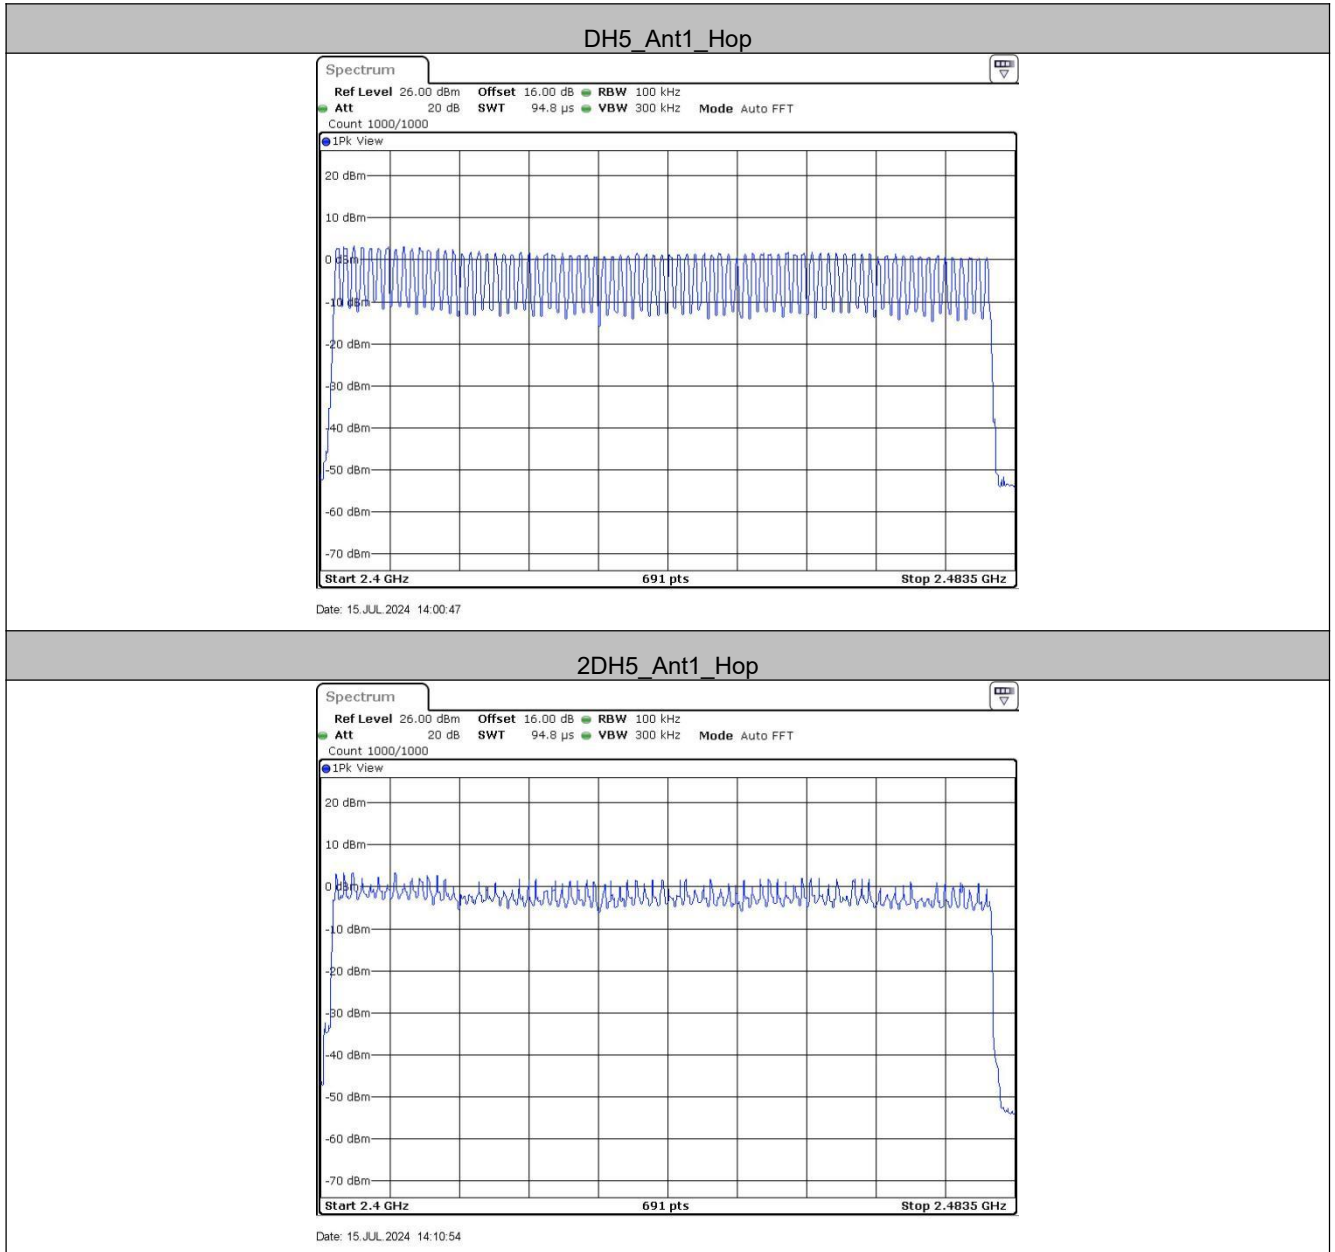 DH5_Ant1_Hop
Spectrum
Ref Level 26.00 dBm Offset 16.00 dB RBW 100 kHz
Att 20 dB SWT 94.8 µs VBW 300 kHz Mode Auto FFT
Count 1000/1000
1Pk View
20 dBm
10 dBm
0 dBm
-10 dBm
-20 dBm
-30 dBm
-40 dBm
-50 dBm
-60 dBm
-70 dBm
Start 2.4 GHz 691 pts Stop 2.4835 GHz
Date: 15.JUL.2024 14:00:47
2DH5_Ant1_Hop
Spectrum
Ref Level 26.00 dBm Offset 16.00 dB RBW 100 kHz
Att 20 dB SWT 94.8 µs VBW 300 kHz Mode Auto FFT
Count 1000/1000
1Pk View
20 dBm
10 dBm
0 dBm
-10 dBm
-20 dBm
-30 dBm
-40 dBm
-50 dBm
-60 dBm
-70 dBm
Start 2.4 GHz 691 pts Stop 2.4835 GHz
Date: 15.JUL.2024 14:10:54